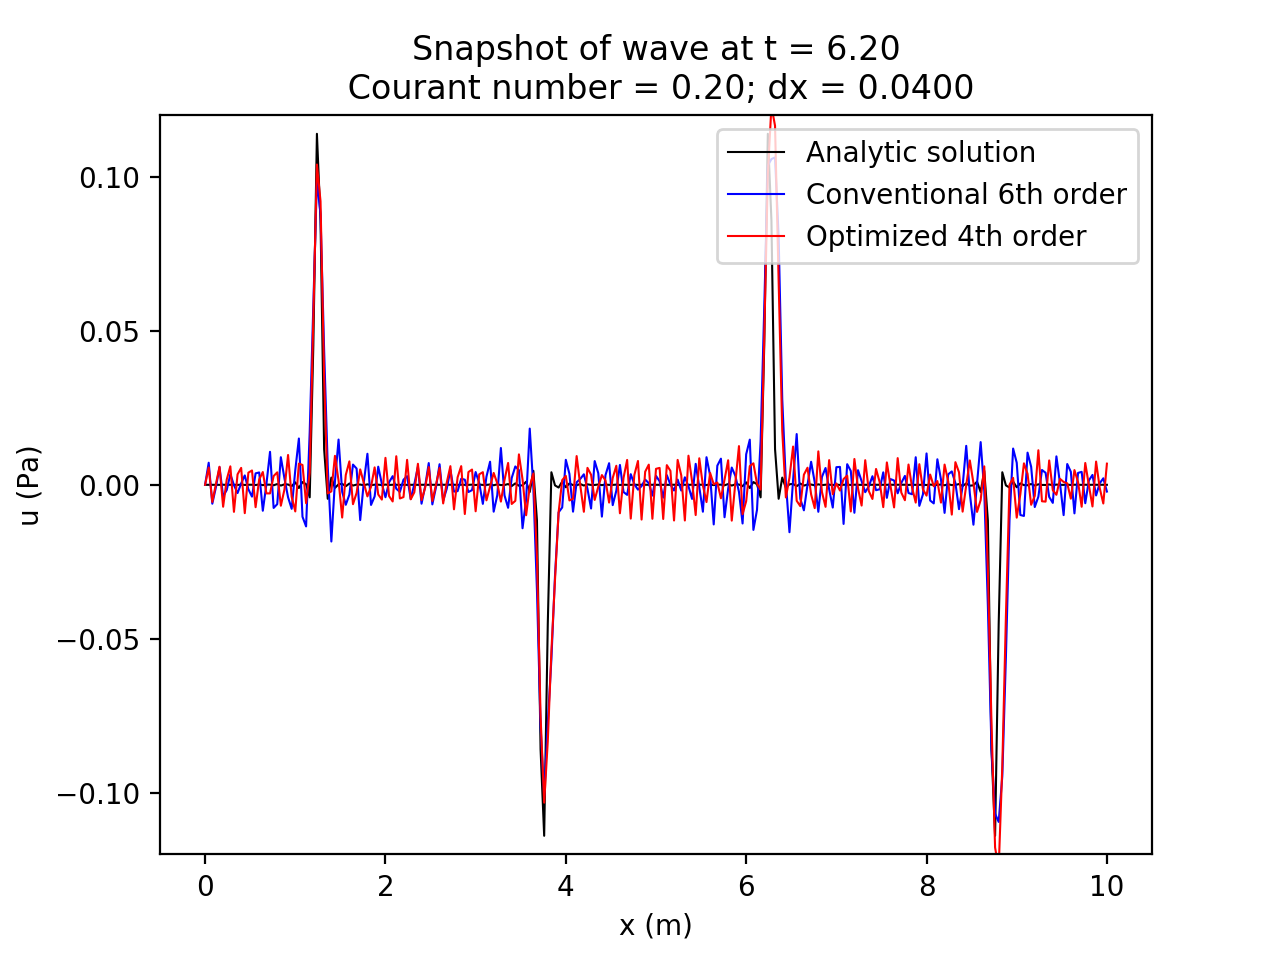 Snapshot of wave at t = 6.20
Courant number = 0.20; dx = 0.0400
Analytic solution
Conventional 6th order
Optimized 4th order
0.10
0.05
0.00
−0.05
−0.10
u (Pa)
0 2 4 6 8 10
x (m)